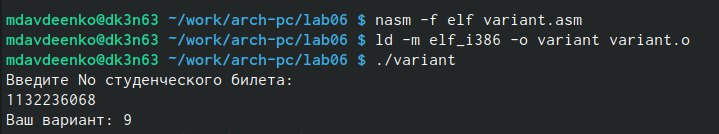 mdavdeenko@dk3n63 ~/work/arch-pc/lab06 $ nasm -f elf variant.asm
mdavdeenko@dk3n63 ~/work/arch-pc/lab06 $ ld -m elf_i386 -o variant variant.o
mdavdeenko@dk3n63 ~/work/arch-pc/lab06 $ ./variant
Введите No студенческого билета:
1132236068
Ваш вариант: 9